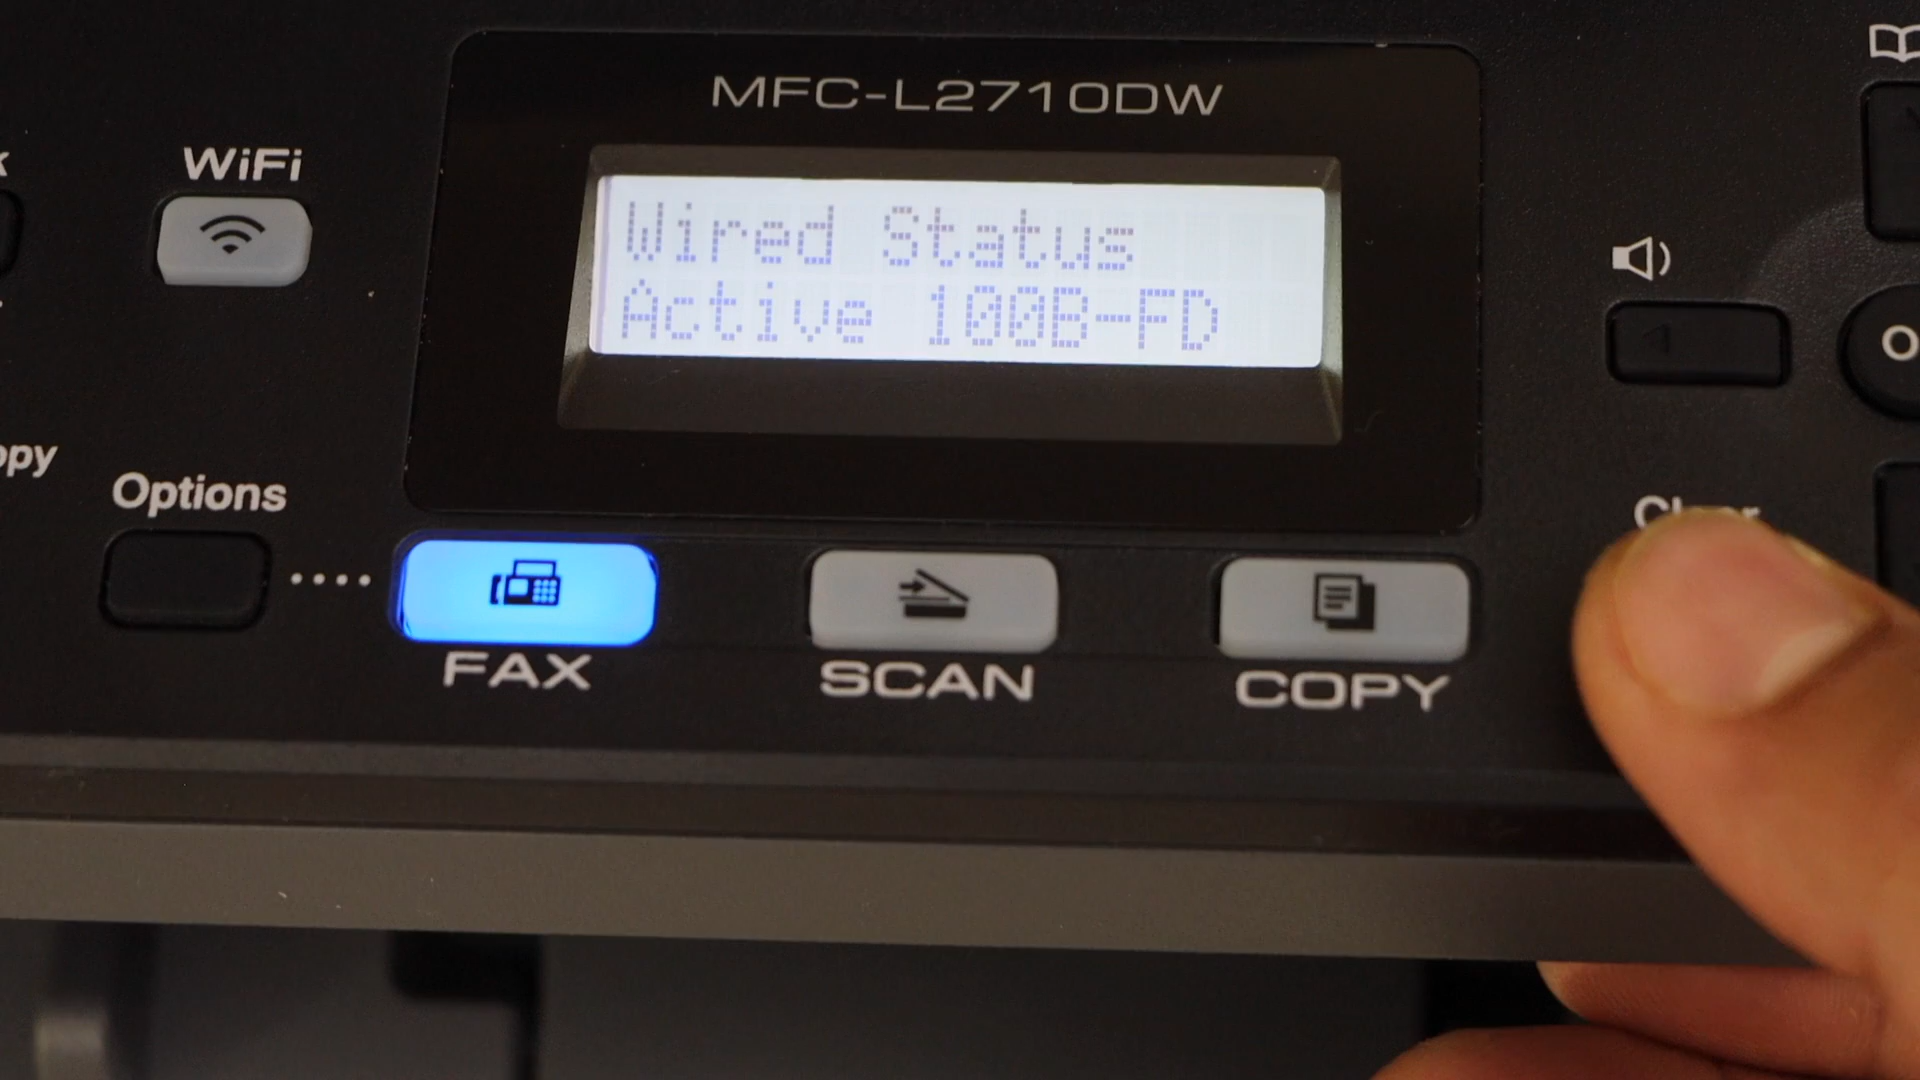 MFC-L2710DW
WiFi
Wired Status
Active 100B-FD
Options
FAX
SCAN
COPY